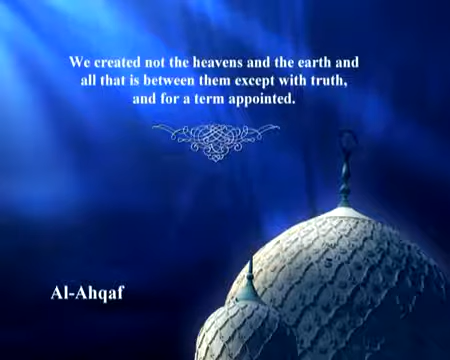 We created not the heavens and the earth and
all that is between them except with truth,
and for a term appointed.
Al-Ahqaf